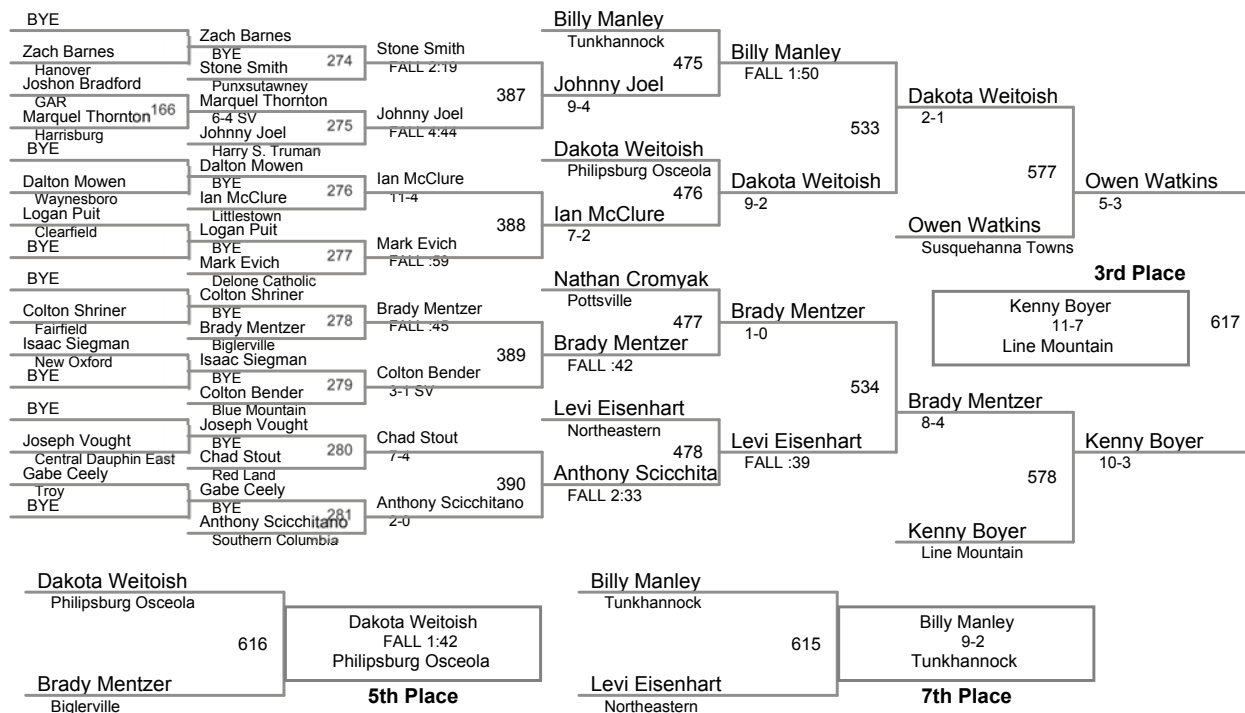 BYE
Zach Barnes
Hanover
Joshon Bradford
GAR
Marquel Thornton
166
Harrisburg
BYE
Dalton Mowen
Waynesboro
Logan Puit
Clearfield
BYE
BYE
Colton Shriner
Fairfield
Isaac Siegman
New Oxford
BYE
BYE
Joseph Vought
Central Dauphin East
Gabe Ceely
Troy
BYE
Zach Barnes
BYE
274
Stone Smith
Punxsutawney
Marquel Thornton
6-4 SV
275
Johnny Joel
Harry S. Truman
Dalton Mowen
BYE
276
Ian McClure
Littlestown
Logan Puit
BYE
277
Mark Evich
Delone Catholic
Colton Shriner
BYE
278
Brady Mentzer
Biglerville
Isaac Siegman
BYE
279
Colton Bender
Blue Mountain
Joseph Vought
BYE
280
Chad Stout
Red Land
Gabe Ceely
BYE
281
Anthony Scicchitano
Southern Columbia
Stone Smith
FALL 2:19
387
Johnny Joel
FALL 4:44
Ian McClure
11-4
388
Mark Evich
FALL :59
Brady Mentzer
FALL :45
389
Colton Bender
3-1 SV
Chad Stout
7-4
390
Anthony Scicchitano
2-0
Billy Manley
Tunkhannock
475
Johnny Joel
9-4
Dakota Weitoish
Philipsburg Osceola
476
Ian McClure
7-2
Nathan Cromyak
Pottsville
477
Brady Mentzer
FALL :42
Levi Eisenhart
Northeastern
478
Anthony Scicchita
FALL 2:33
Billy Manley
FALL 1:50
533
Dakota Weitoish
9-2
Brady Mentzer
1-0
534
Levi Eisenhart
FALL :39
Dakota Weitoish
2-1
577
Owen Watkins
Susquehanna Towns
Brady Mentzer
8-4
578
Kenny Boyer
Line Mountain
Owen Watkins
5-3
3rd Place
Kenny Boyer
11-7
Line Mountain
617
Kenny Boyer
10-3
Dakota Weitoish
Philipsburg Osceola
616
Brady Mentzer
Biglerville
Dakota Weitoish
FALL 1:42
Philipsburg Osceola
5th Place
Billy Manley
Tunkhannock
615
Levi Eisenhart
Northeastern
Billy Manley
9-2
Tunkhannock
7th Place